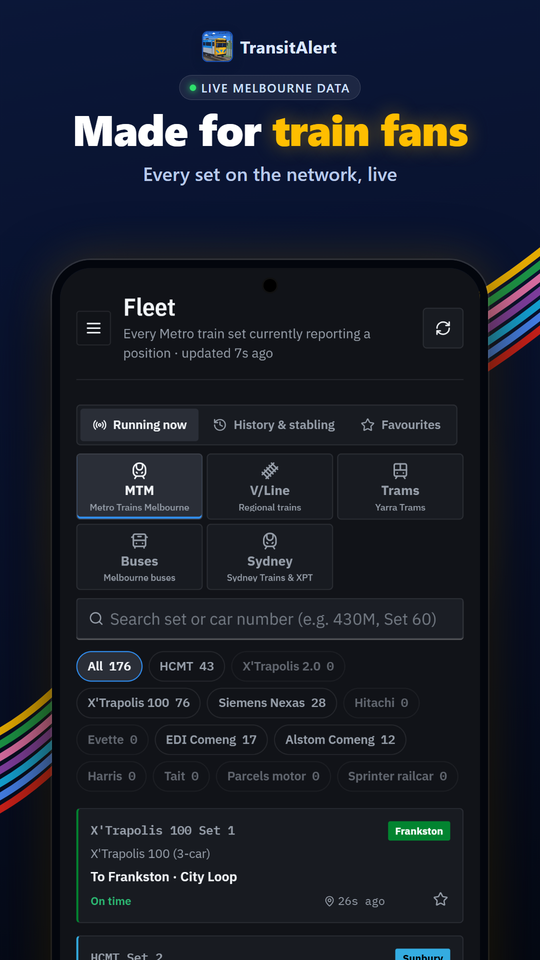 TransitAlert
LIVE MELBOURNE DATA
Made for train fans
Every set on the network, live
Fleet
Every Metro train set currently reporting a
position · updated 7s ago
Running now
History & stabling
Favourites
MTM
Metro Trains Melbourne
V/Line
Regional trains
Trams
Yarra Trams
Buses
Melbourne buses
Sydney
Sydney Trains & XPT
Search set or car number (e.g. 430M, Set 60)
All 176
HCMT 43
X'Trapolis 2.0 0
X'Trapolis 100 76
Siemens Nexas 28
Hitachi 0
Evette 0
EDI Comeng 17
Alstom Comeng 12
Harris 0
Tait 0
Parcels motor 0
Sprinter railcar 0
X'Trapolis 100 Set 1
Frankston
X'Trapolis 100 (3-car)
To Frankston · City Loop
On time
26s ago
HCMT Set 2
Sunbury